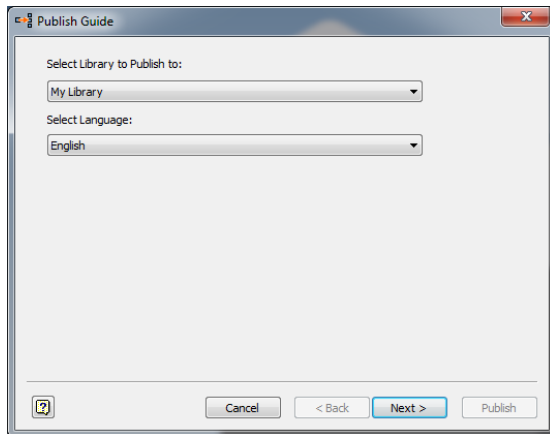 Publish Guide
Select Library to Publish to:
My Library
Select Language:
English
Cancel
< Back
Next >
Publish